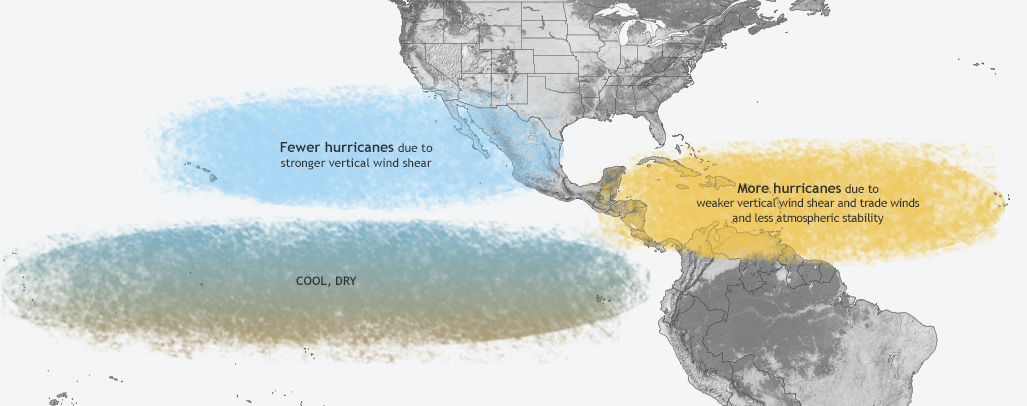 Fewer hurricanes due to
stronger vertical wind shear
More hurricanes due to
weaker vertical wind shear and trade winds
and less atmospheric stability
COOL, DRY